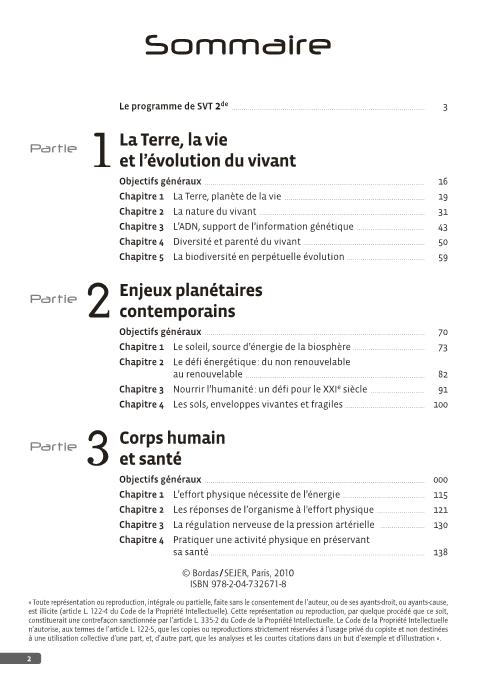 Sommaire
Le programme de SVT 2de 3
Partie 1 La Terre, la vie
et l'évolution du vivant
Objectifs généraux 16
Chapitre 1 La Terre, planète de la vie 19
Chapitre 2 La nature du vivant 31
Chapitre 3 L'ADN, support de l'information génétique 43
Chapitre 4 Diversité et parenté du vivant 50
Chapitre 5 La biodiversité en perpétuelle évolution 59
Partie 2 Enjeux planétaires
contemporains
Objectifs généraux 70
Chapitre 1 Le soleil, source d'énergie de la biosphère 73
Chapitre 2 Le défi énergétique : du non renouvelable
au renouvelable 82
Chapitre 3 Nourrir l'humanité : un défi pour le XXIe siècle 91
Chapitre 4 Les sols, enveloppes vivantes et fragiles 100
Partie 3 Corps humain
et santé
Objectifs généraux 000
Chapitre 1 L'effort physique nécessite de l'énergie 115
Chapitre 2 Les réponses de l'organisme à l'effort physique 121
Chapitre 3 La régulation nerveuse de la pression artérielle 130
Chapitre 4 Pratiquer une activité physique en préservant
sa santé 138
© Bordas/SEJER, Paris, 2010
ISBN 978-2-04-732671-8
« Toute représentation ou reproduction, intégrale ou partielle, faite sans le consentement de l'auteur, ou de ses ayants-droit, ou ayants-cause,
est illicite (article L. 122-4 du Code de la Propriété Intellectuelle). Cette représentation ou reproduction, par quelque procédé que ce soit,
constituerait une contrefaçon sanctionnée par l'article L. 335-2 du Code de la Propriété Intellectuelle. Le Code de la Propriété Intellectuelle
n'autorise, aux termes de l'article L. 122-5, que les copies ou reproductions strictement réservées à l'usage privé du copiste et non destinées
à une utilisation collective d'une part, et, d'autre part, que les analyses et les courtes citations dans un but d'exemple et d'illustration ».
2